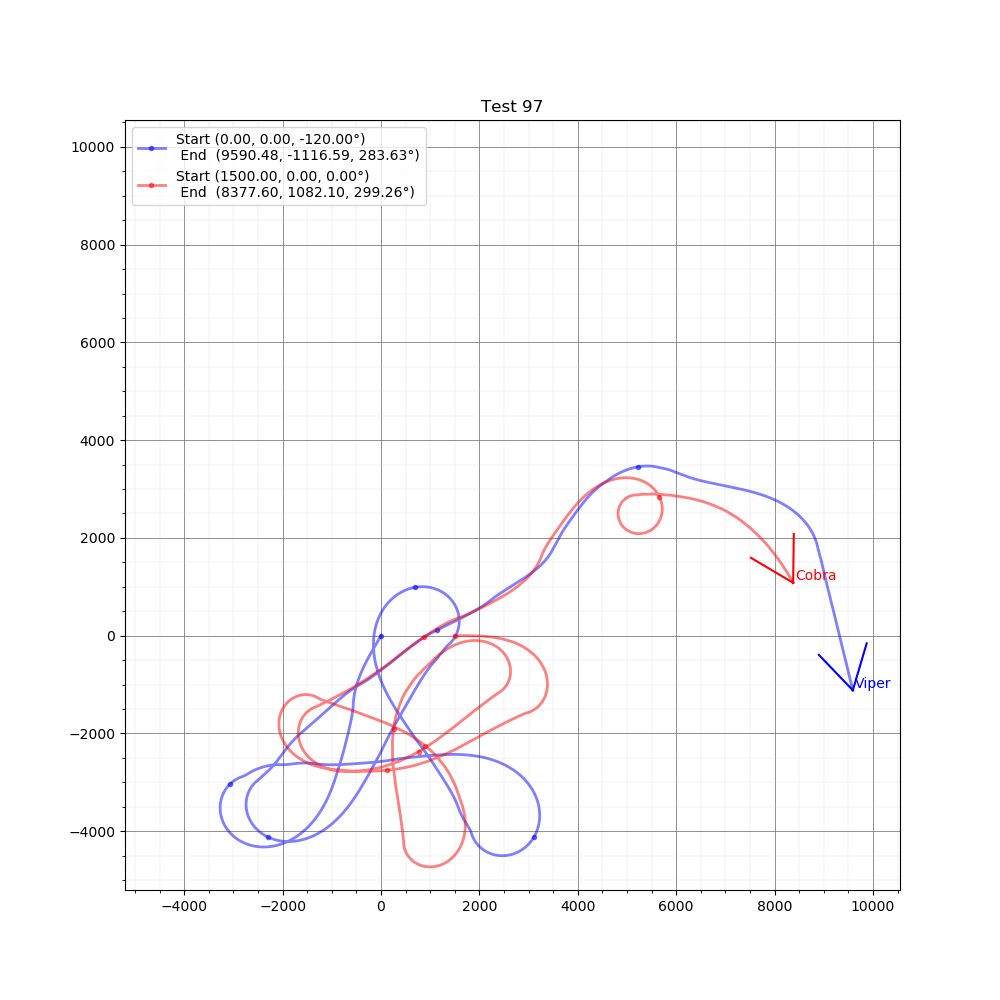 Test 97
Start (0.00, 0.00, -120.00°)
End (9590.48, -1116.59, 283.63°)
Start (1500.00, 0.00, 0.00°)
End (8377.60, 1082.10, 299.26°)
10000
8000
6000
4000
2000
0
−2000
−4000
Cobra
Viper
−4000 −2000 0 2000 4000 6000 8000 10000